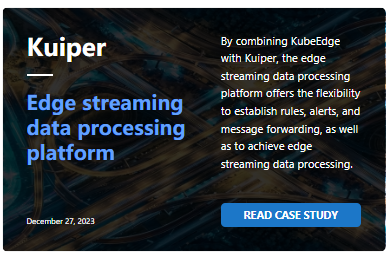 Kuiper
Edge streaming
data processing
platform
December 27, 2023
By combining KubeEdge
with Kuiper, the edge
streaming data processing
platform offers the flexibility
to establish rules, alerts, and
message forwarding, as well
as to achieve edge
streaming data processing.
READ CASE STUDY